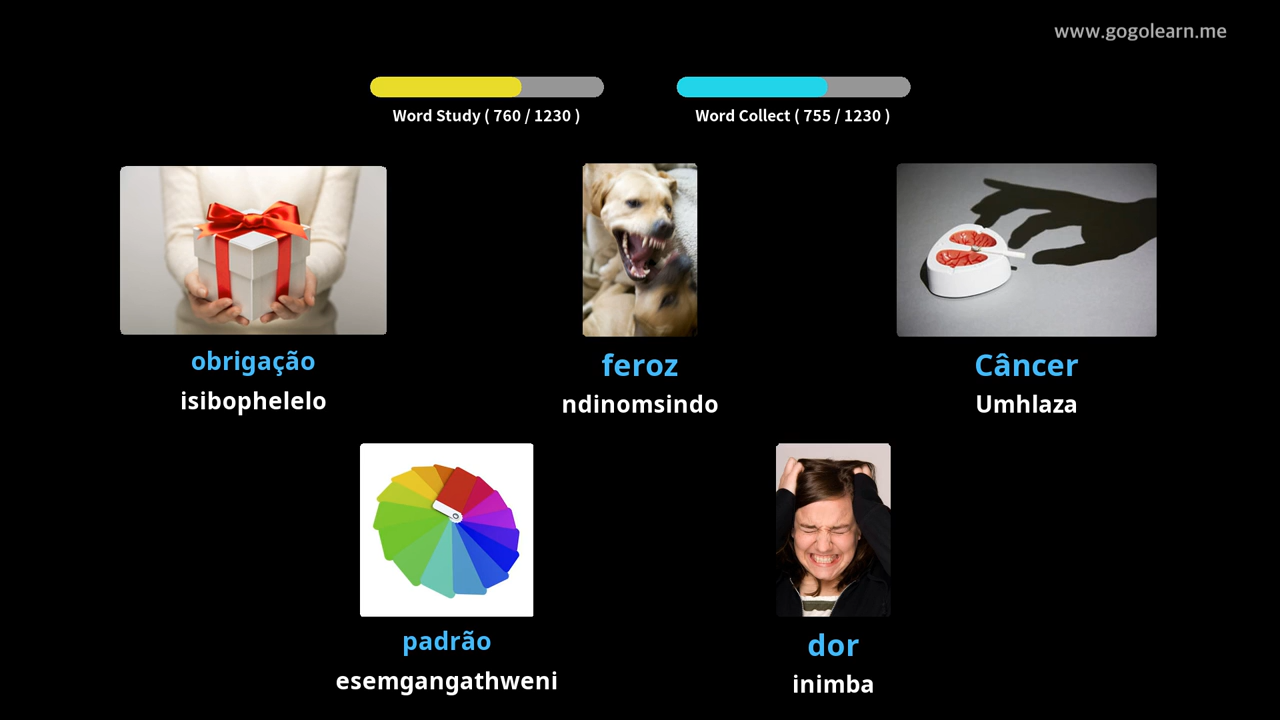 www.gogolearn.me
Word Study ( 760 / 1230 )
Word Collect ( 755 / 1230 )
obrigação
isibophelelo
feroz
ndinomsindo
Câncer
Umhlaza
padrão
esemgangathweni
dor
inimba